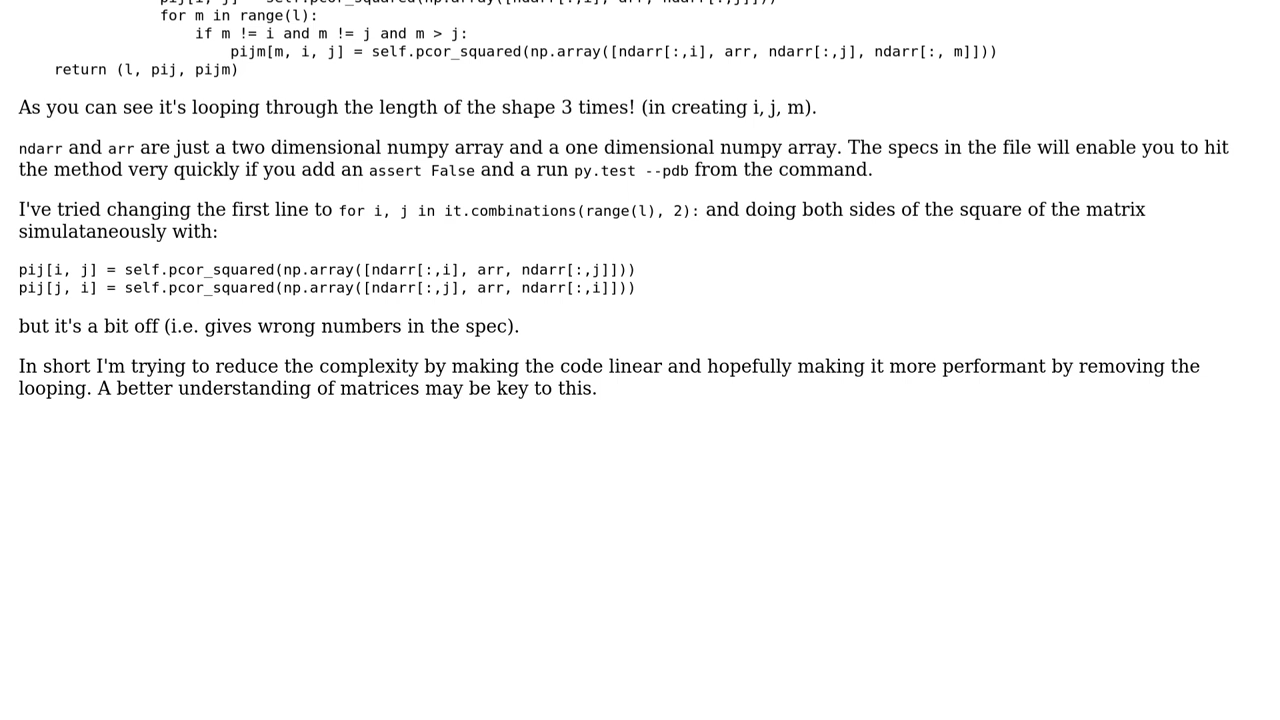 pij[i, j] = self.pcor_squared(np.array([ndarr[:,i], arr, ndarr[:,j]]))
for m in range(l):
if m != i and m != j and m > j:
pijm[m, i, j] = self.pcor_squared(np.array([ndarr[:,i], arr, ndarr[:,j], ndarr[:, m]]))
return (l, pij, pijm)
As you can see it's looping through the length of the shape 3 times! (in creating i, j, m).
ndarr and arr are just a two dimensional numpy array and a one dimensional numpy array. The specs in the file will enable you to hit
the method very quickly if you add an assert False and a run py.test --pdb from the command.
I've tried changing the first line to for i, j in it.combinations(range(l), 2): and doing both sides of the square of the matrix
simulataneously with:
pij[i, j] = self.pcor_squared(np.array([ndarr[:,i], arr, ndarr[:,j]]))
pij[j, i] = self.pcor_squared(np.array([ndarr[:,j], arr, ndarr[:,i]]))
but it's a bit off (i.e. gives wrong numbers in the spec).
In short I'm trying to reduce the complexity by making the code linear and hopefully making it more performant by removing the
looping. A better understanding of matrices may be key to this.